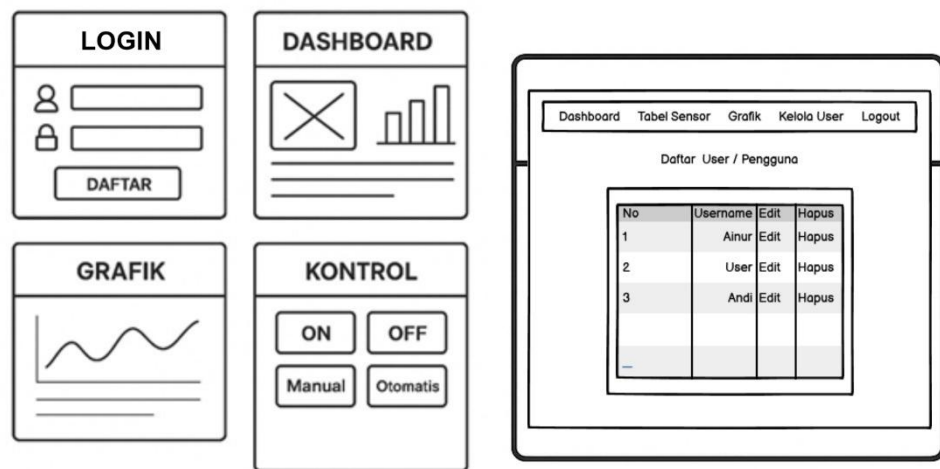 LOGIN
DAFTAR
DASHBOARD
GRAFIK
KONTROL
ON OFF
Manual Otomatis
Dashboard Tabel Sensor Grafik Kelola User Logout
Daftar User / Pengguna
No Username Edit Hapus
1 Ainur Edit Hapus
2 User Edit Hapus
3 Andi Edit Hapus